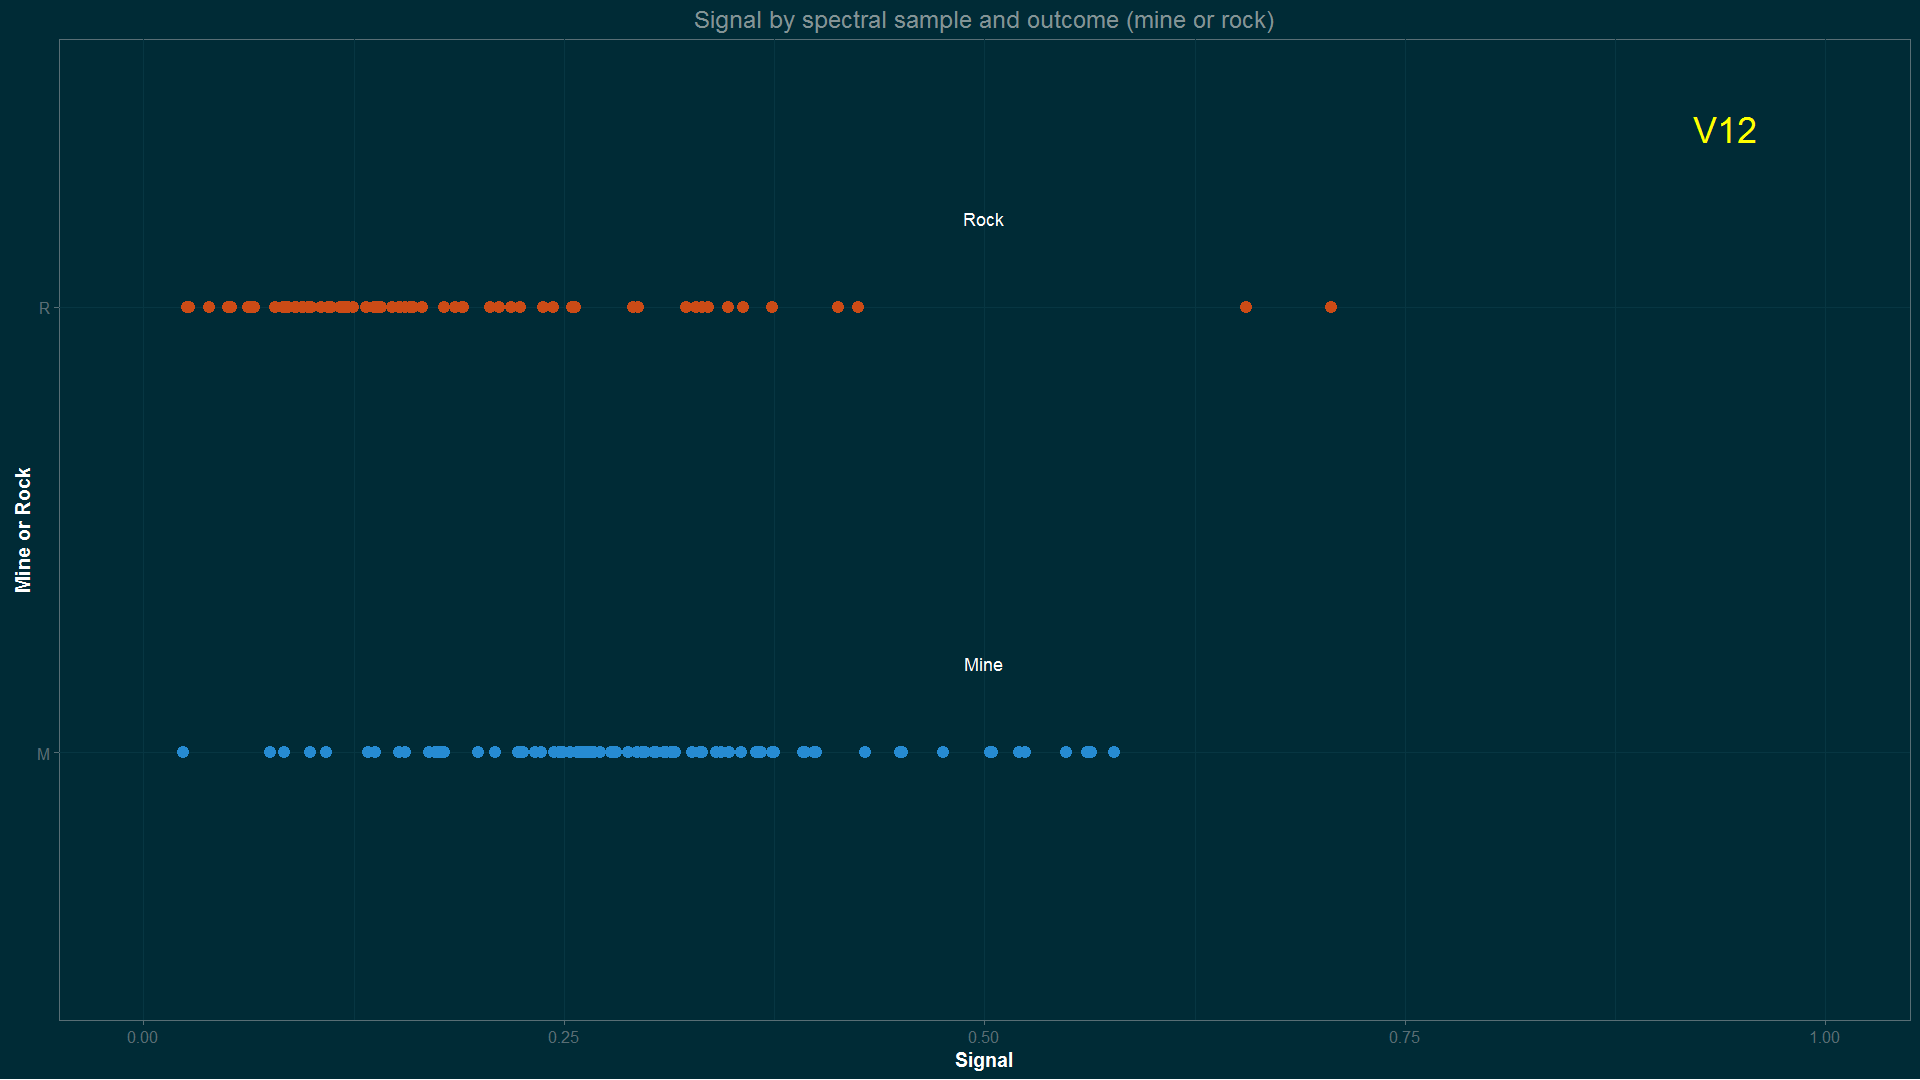 Signal by spectral sample and outcome (mine or rock)
V12
Rock
R
Mine or Rock
Mine
M
0.00 0.25 0.50 0.75 1.00
Signal